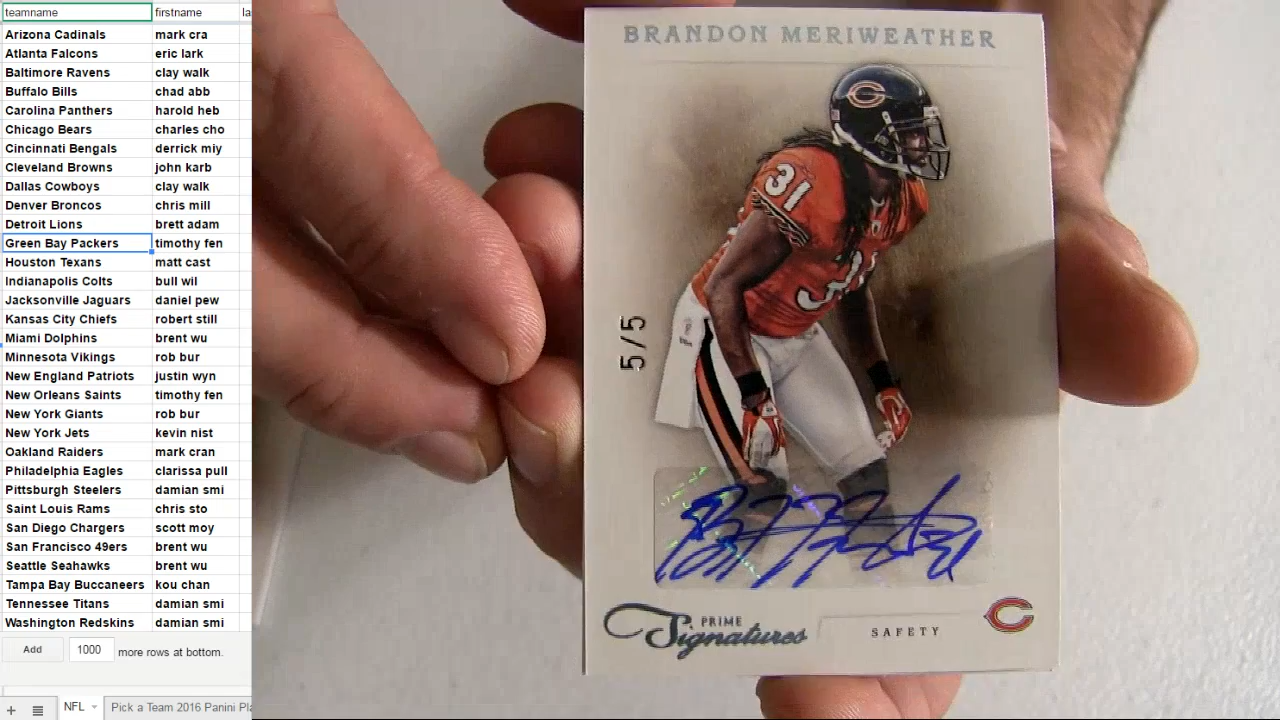 teamname firstname la
Arizona Cadinals mark cra
Atlanta Falcons eric lark
Baltimore Ravens clay walk
Buffalo Bills chad abb
Carolina Panthers harold heb
Chicago Bears charles cho
Cincinnati Bengals derrick miy
Cleveland Browns john karb
Dallas Cowboys clay walk
Denver Broncos chris mill
Detroit Lions brett adam
Green Bay Packers timothy fen
Houston Texans matt cast
Indianapolis Colts bull wil
Jacksonville Jaguars daniel pew
Kansas City Chiefs robert still
Miami Dolphins brent wu
Minnesota Vikings rob bur
New England Patriots justin wyn
New Orleans Saints timothy fen
New York Giants rob bur
New York Jets kevin nist
Oakland Raiders mark cran
Philadelphia Eagles clarissa pull
Pittsburgh Steelers damian smi
Saint Louis Rams chris sto
San Diego Chargers scott moy
San Francisco 49ers brent wu
Seattle Seahawks brent wu
Tampa Bay Buccaneers kou chan
Tennessee Titans damian smi
Washington Redskins damian smi
Add 1000 more rows at bottom.
NFL Pick a Team 2016 Panini Pla
BRANDON MERIWEATHER
31
31
5/5
PRIME
Signatures
SAFETY